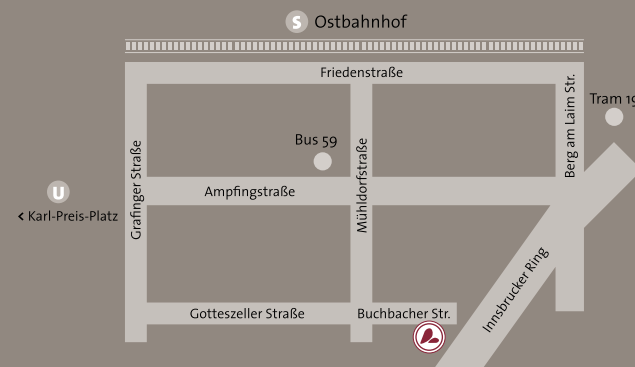 S Ostbahnhof
Friedenstraße
Berg am Laim Str.
Tram 19
Bus 59
Grafinger Straße
Mühldorfstraße
U
Ampfingstraße
< Karl-Preis-Platz
Innsbrucker Ring
Gotteszeller Straße
Buchbacher Str.